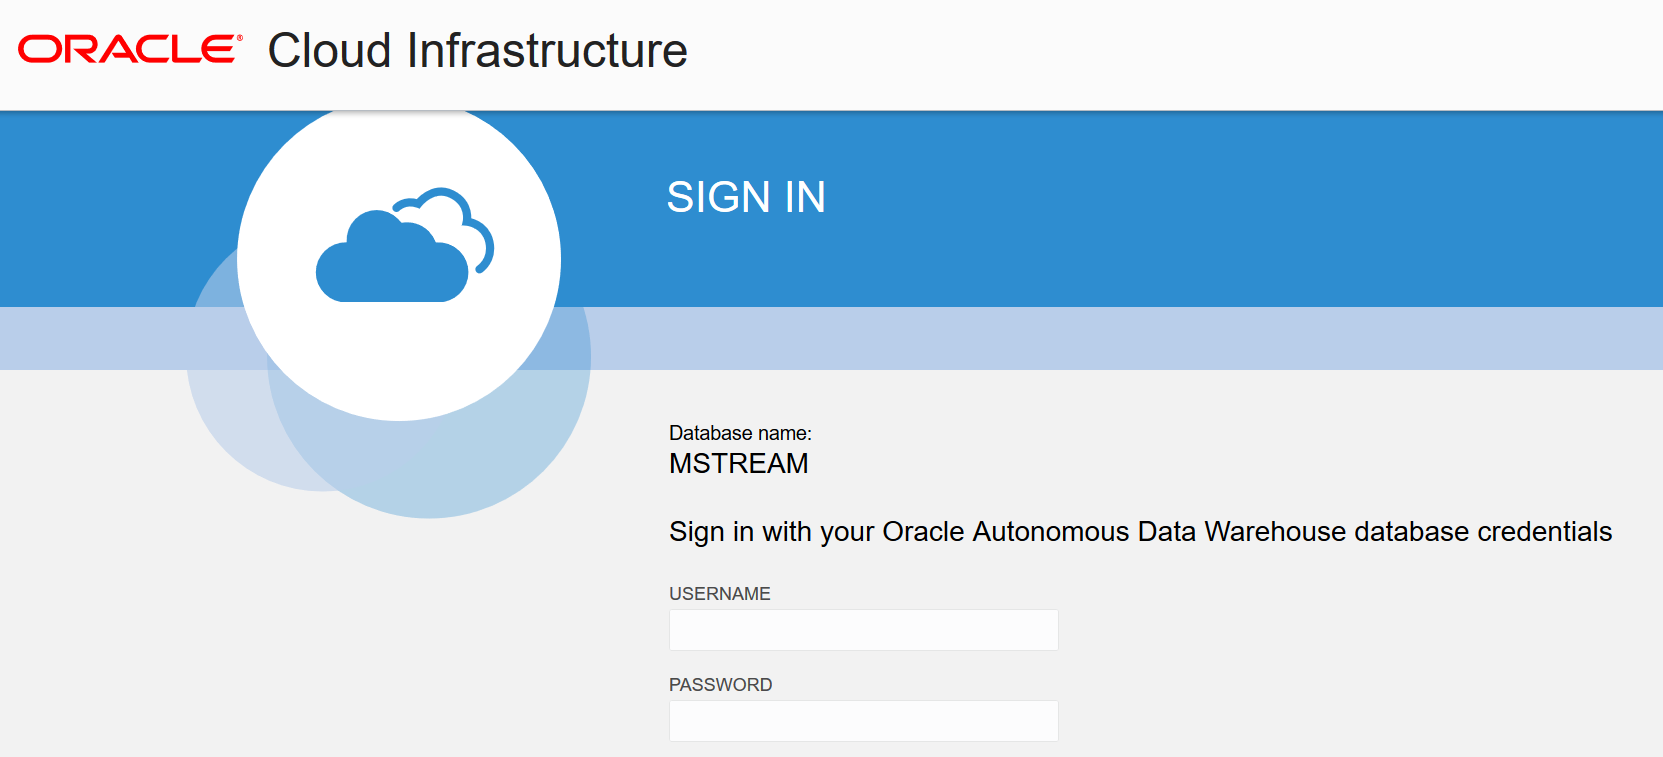 ORACLE® Cloud Infrastructure
SIGN IN
Database name:
MSTREAM
Sign in with your Oracle Autonomous Data Warehouse database credentials
USERNAME
PASSWORD